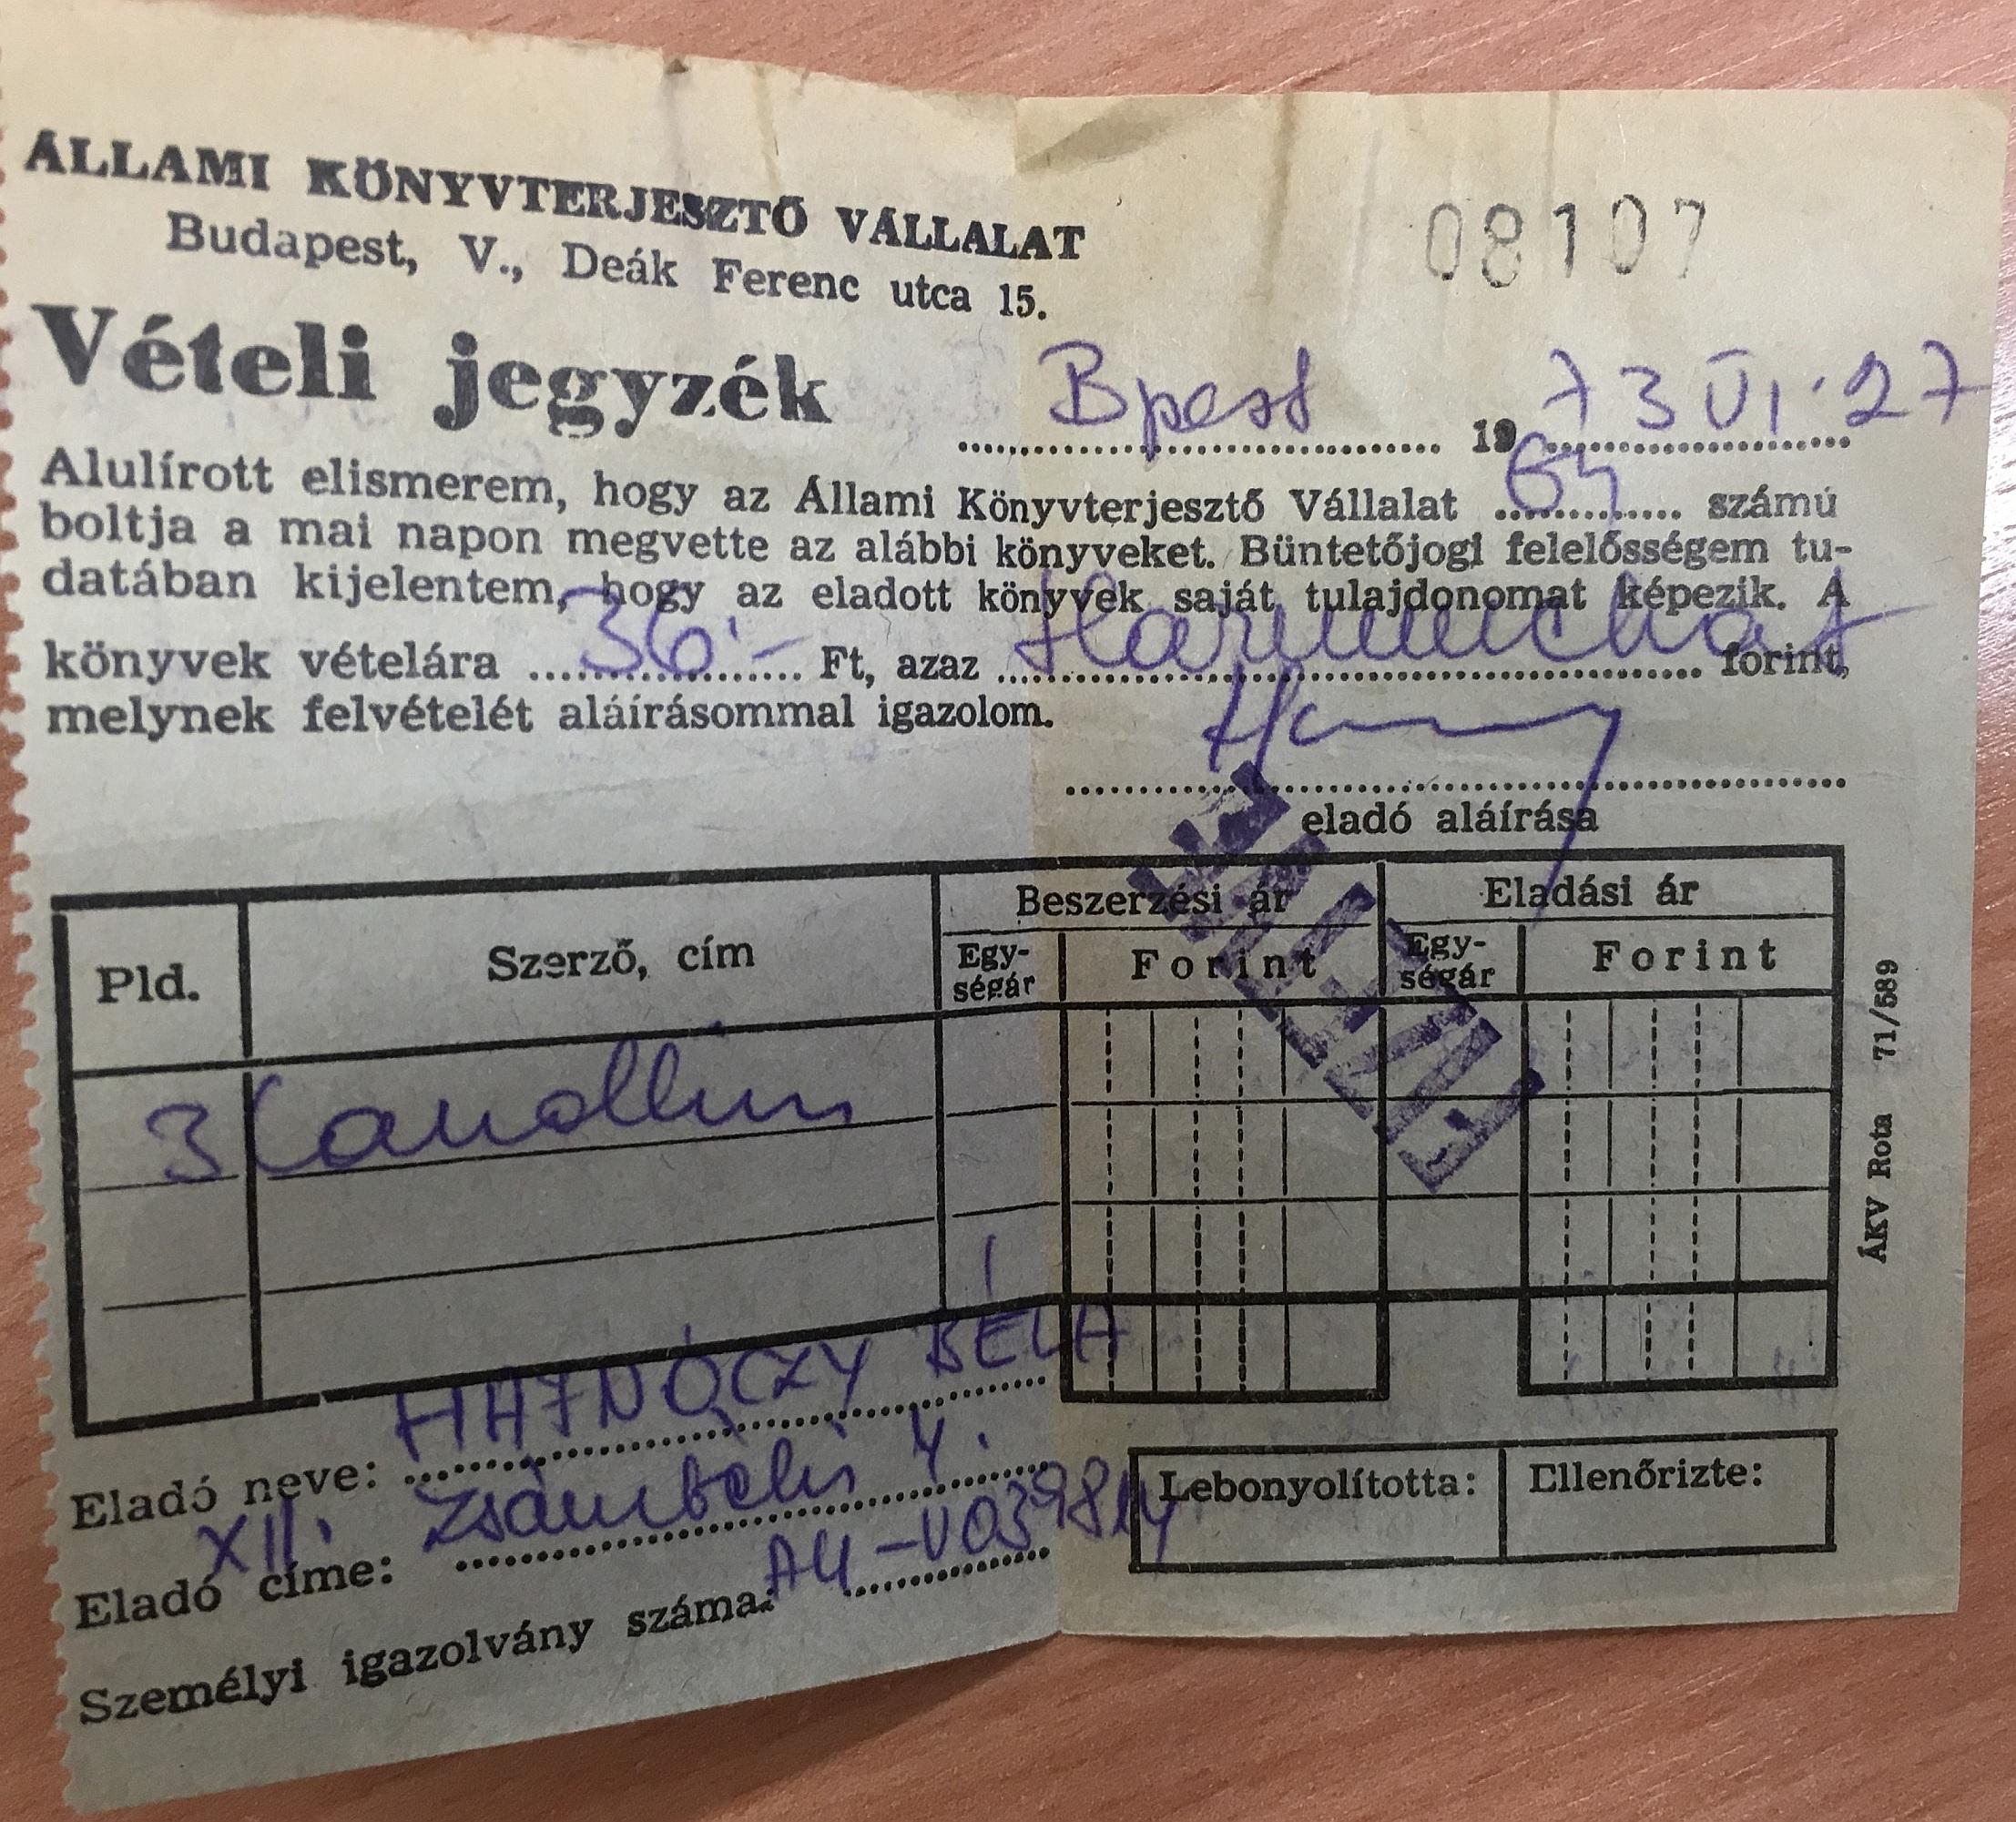 ÁLLAMI KÖNYVTERJESZTŐ VÁLLALAT
Budapest, V., Deák Ferenc utca 15.
08107
Vételi jegyzék
Bpest 1973 VI. 27
Alulírott elismerem, hogy az Állami Könyvterjesztő Vállalat 64 számú
boltja a mai napon megvette az alábbi könyveket. Büntetőjogi felelősségem tu-
datában kijelentem, hogy az eladott könyvek saját tulajdonomat képezik. A
könyvek vételára 36.- Ft, azaz Harminchat forint,
melynek felvételét aláírásommal igazolom.
eladó aláírása
Pld. Szerző, cím Beszerzési ár Eladási ár
Egy-
ségár Forint Egy-
ségár Forint
3
Eladó neve: HAJNÓCZY BÉLA
Eladó címe: XII. Zsámbéki 4.
Személyi igazolvány száma:
Lebonyolította: Ellenőrizte:
ÁKV Rota 71/589